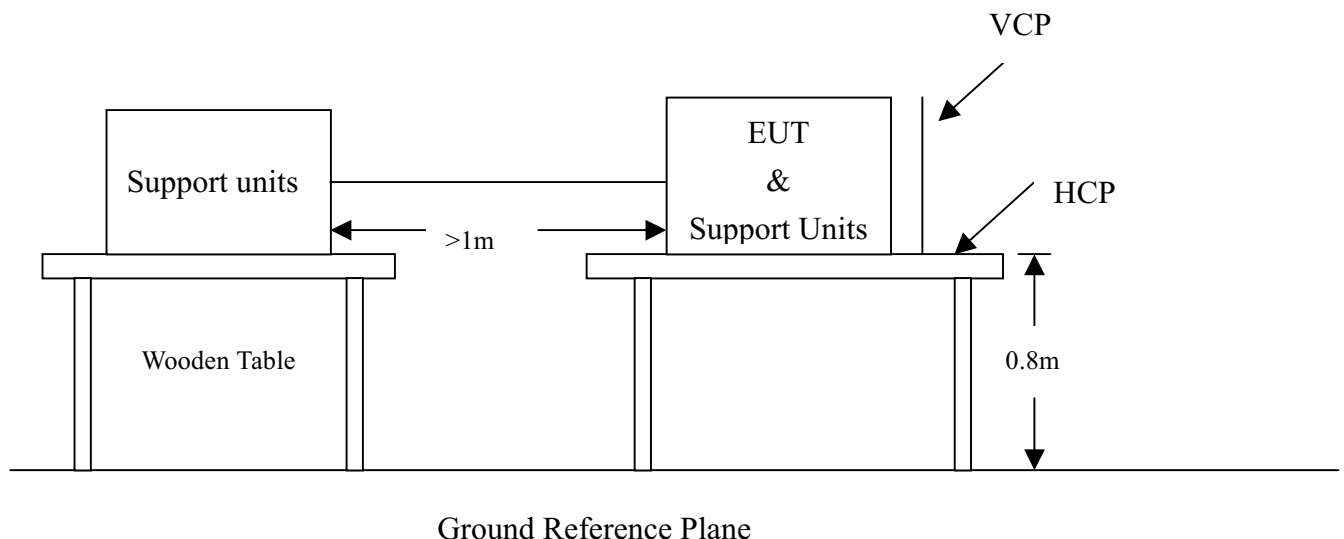 VCP
EUT
&
Support Units
Support units
HCP
>1m
Wooden Table
0.8m
Ground Reference Plane